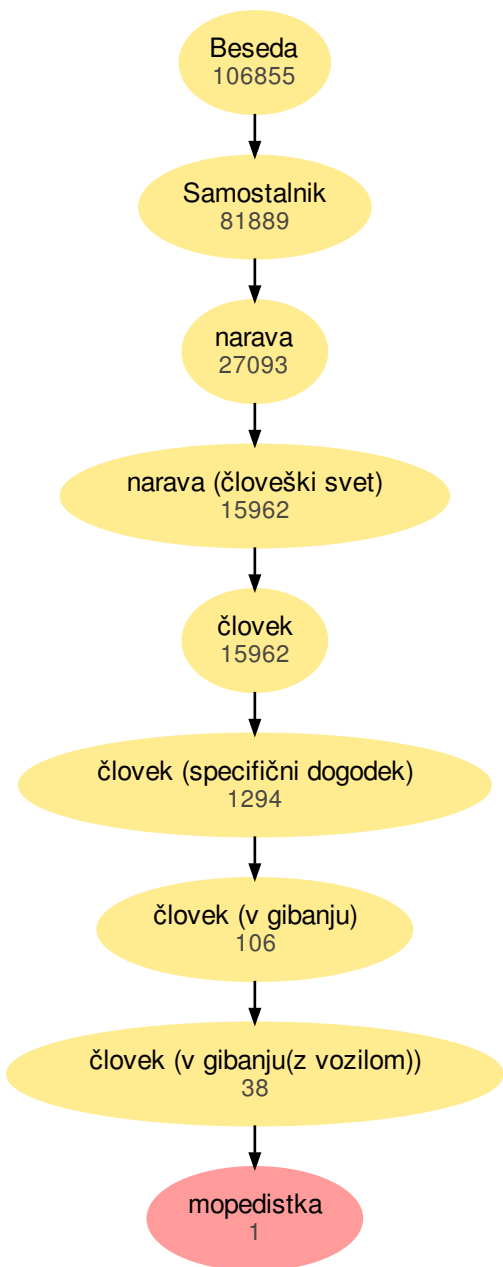 Beseda
106855
Samostalnik
81889
narava
27093
narava (človeški svet)
15962
človek
15962
človek (specifični dogodek)
1294
človek (v gibanju)
106
človek (v gibanju(z vozilom))
38
mopedistka
1